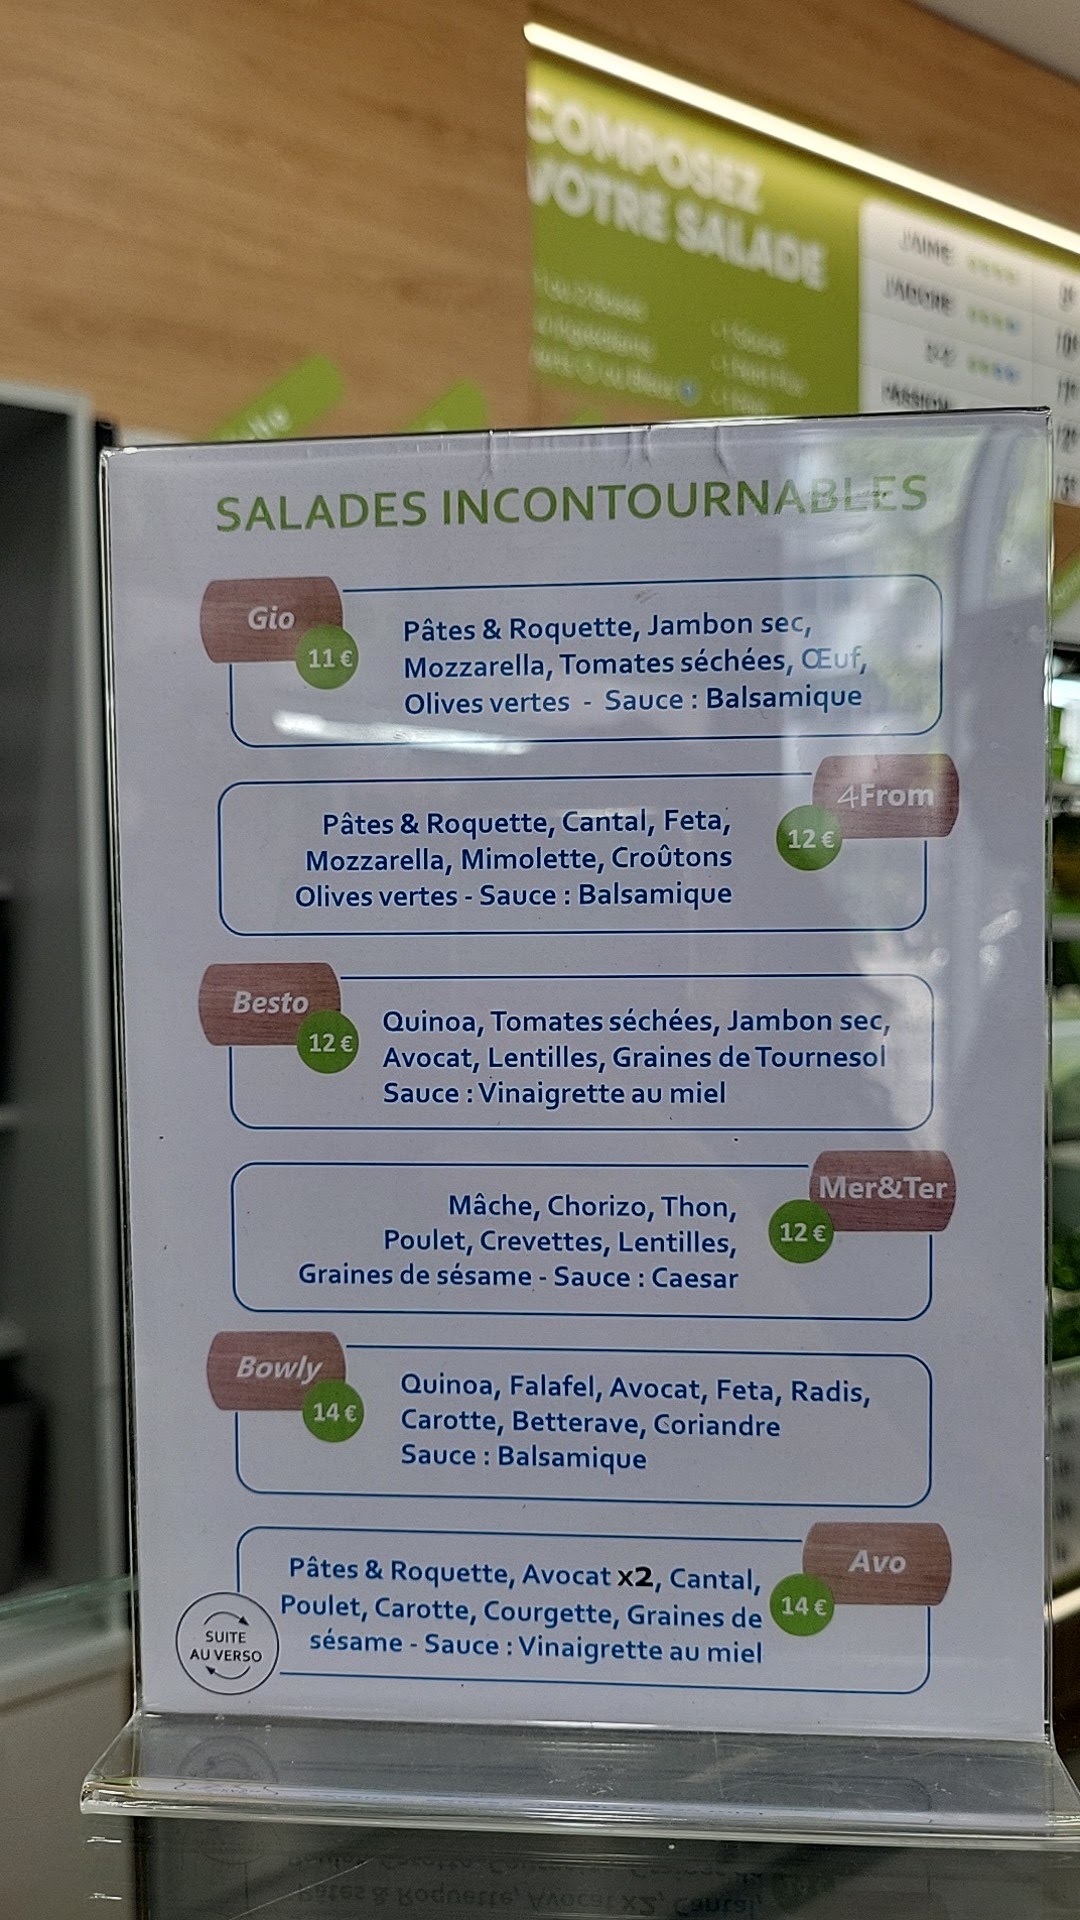 COMPOSEZ
VOTRE SALADE
J'AIME
J'ADORE
PASSION
SALADES INCONTOURNABLES
Gio
11 €
Pâtes & Roquette, Jambon sec,
Mozzarella, Tomates séchées, Œuf,
Olives vertes - Sauce : Balsamique
4From
12 €
Pâtes & Roquette, Cantal, Feta,
Mozzarella, Mimolette, Croûtons
Olives vertes - Sauce : Balsamique
Besto
12 €
Quinoa, Tomates séchées, Jambon sec,
Avocat, Lentilles, Graines de Tournesol
Sauce : Vinaigrette au miel
Mer&Ter
12 €
Mâche, Chorizo, Thon,
Poulet, Crevettes, Lentilles,
Graines de sésame - Sauce : Caesar
Bowly
14 €
Quinoa, Falafel, Avocat, Feta, Radis,
Carotte, Betterave, Coriandre
Sauce : Balsamique
Avo
14 €
Pâtes & Roquette, Avocat x2, Cantal,
Poulet, Carotte, Courgette, Graines de
sésame - Sauce : Vinaigrette au miel
SUITE
AU VERSO